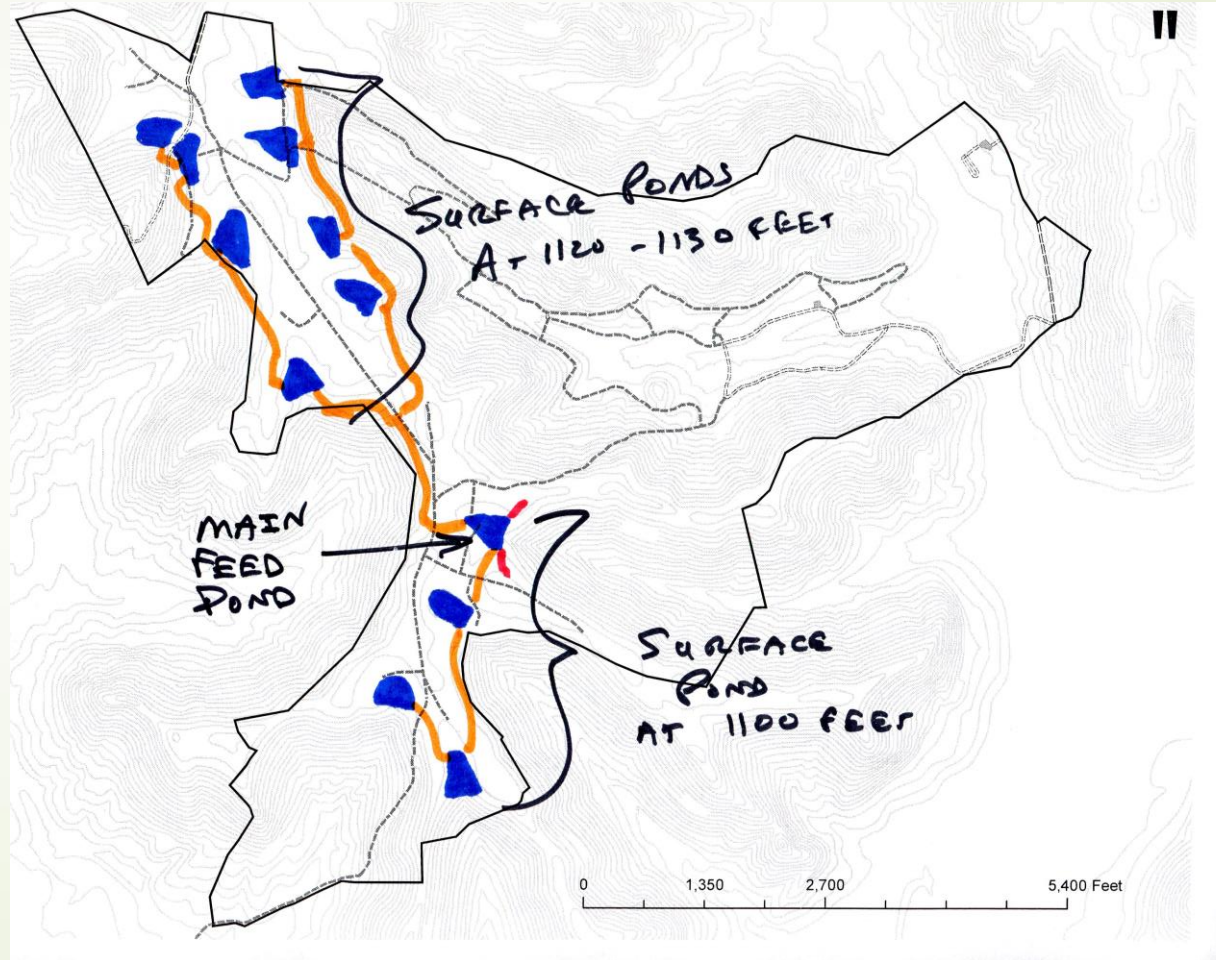 "
SURFACE PONDS
AT 1120 - 1130 FEET
MAIN
FEED
POND
SURFACE
POND
AT 1100 FEET
0 1,350 2,700 5,400 Feet